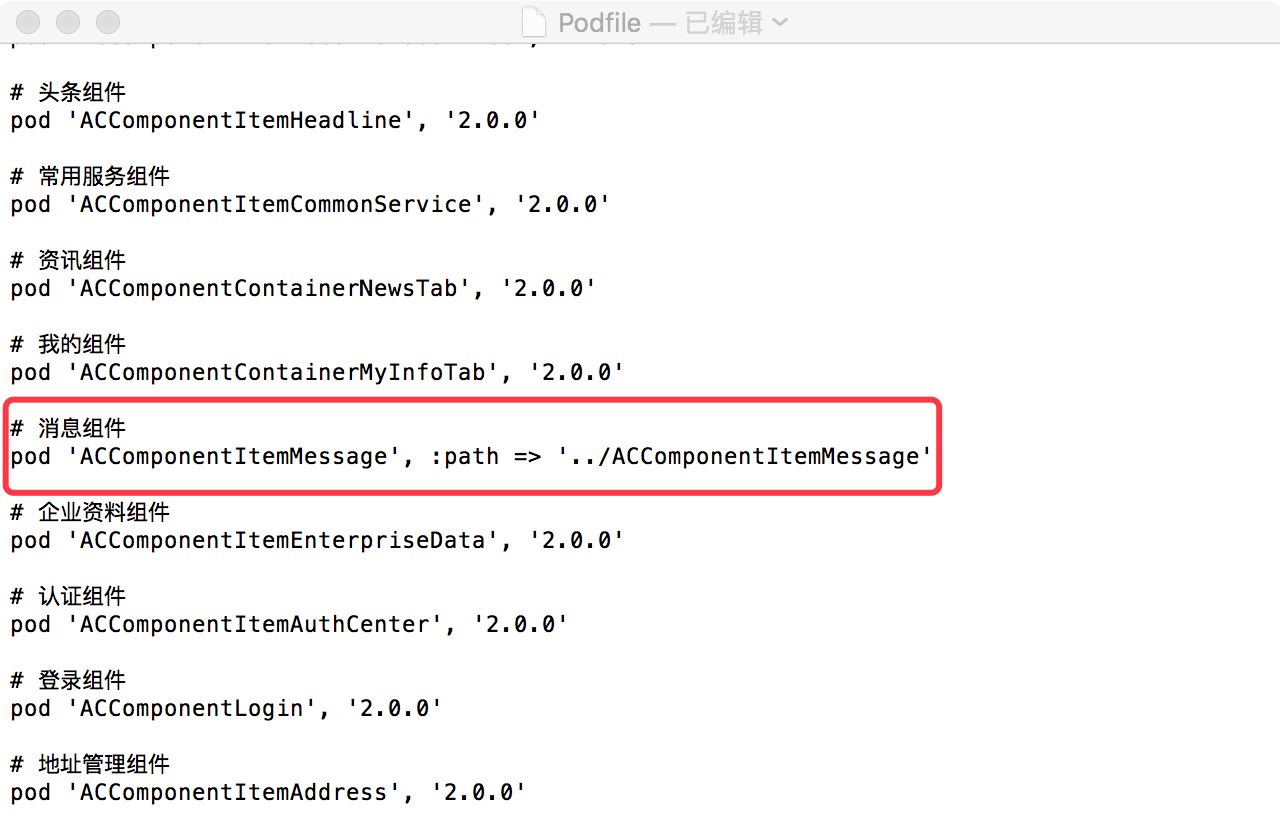 Podfile — 已编辑
# 头条组件
pod 'ACComponentItemHeadline', '2.0.0'
# 常用服务组件
pod 'ACComponentItemCommonService', '2.0.0'
# 资讯组件
pod 'ACComponentContainerNewsTab', '2.0.0'
# 我的组件
pod 'ACComponentContainerMyInfoTab', '2.0.0'
# 消息组件
pod 'ACComponentItemMessage', :path => '../ACComponentItemMessage'
# 企业资料组件
pod 'ACComponentItemEnterpriseData', '2.0.0'
# 认证组件
pod 'ACComponentItemAuthCenter', '2.0.0'
# 登录组件
pod 'ACComponentLogin', '2.0.0'
# 地址管理组件
pod 'ACComponentItemAddress', '2.0.0'